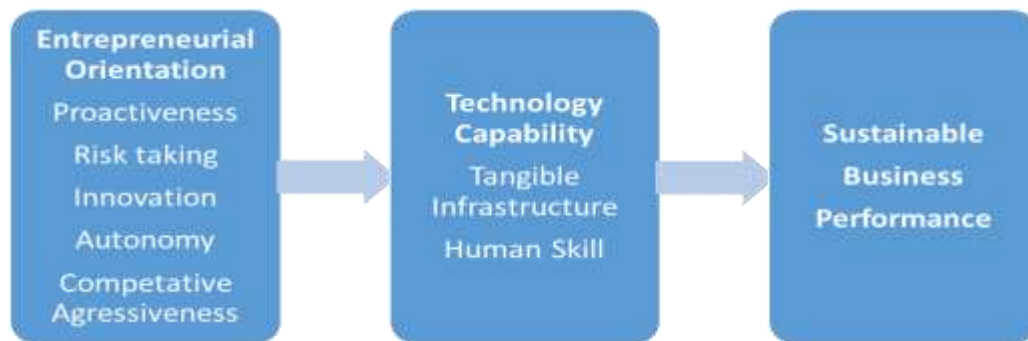 Entrepreneurial
Orientation
Proactiveness
Risk taking
Innovation
Autonomy
Competative
Agressiveness
Technology
Capability
Tangible
Infrastructure
Human Skill
Sustainable
Business
Performance